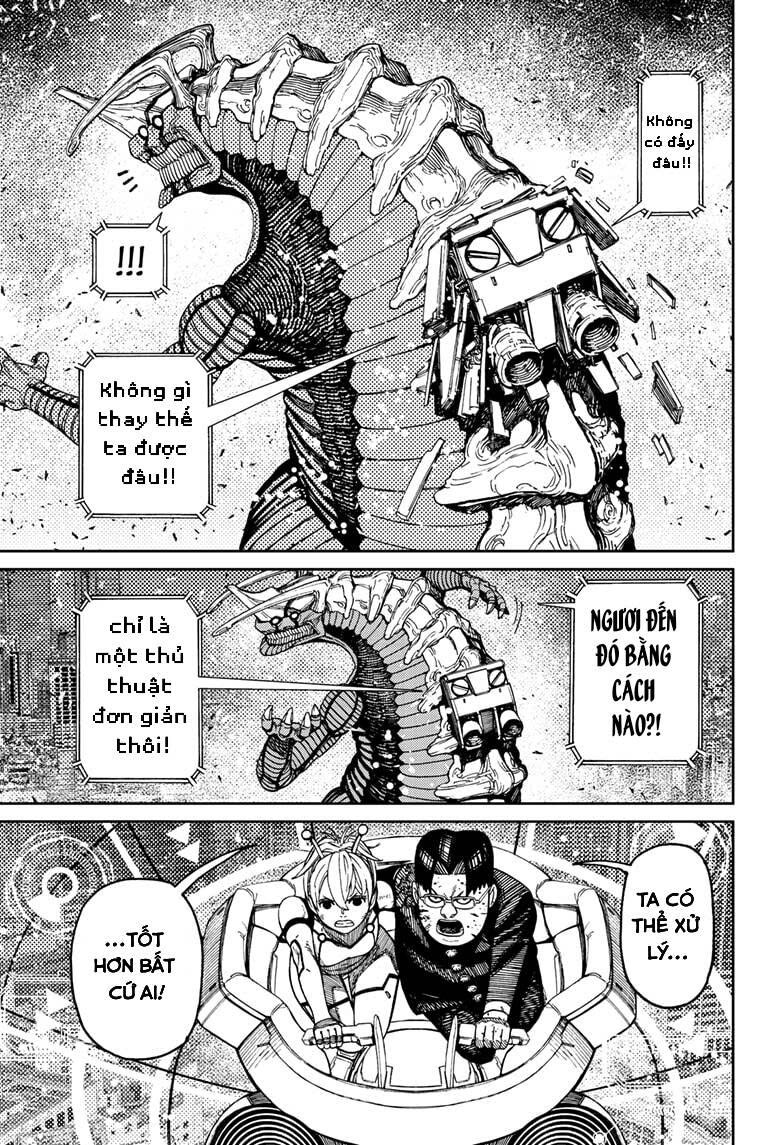 Không
có đấy
đâu!!
!!!
Không gì
thay thế
ta được
đâu!!
NGƯƠI ĐẾN
ĐÓ BẰNG
CÁCH
NÀO?!
chỉ là
một thủ
thuật
đơn giản
thôi!
TA CÓ
THỂ XỬ
LÝ...
...TỐT
HƠN BẤT
CỨ AI!